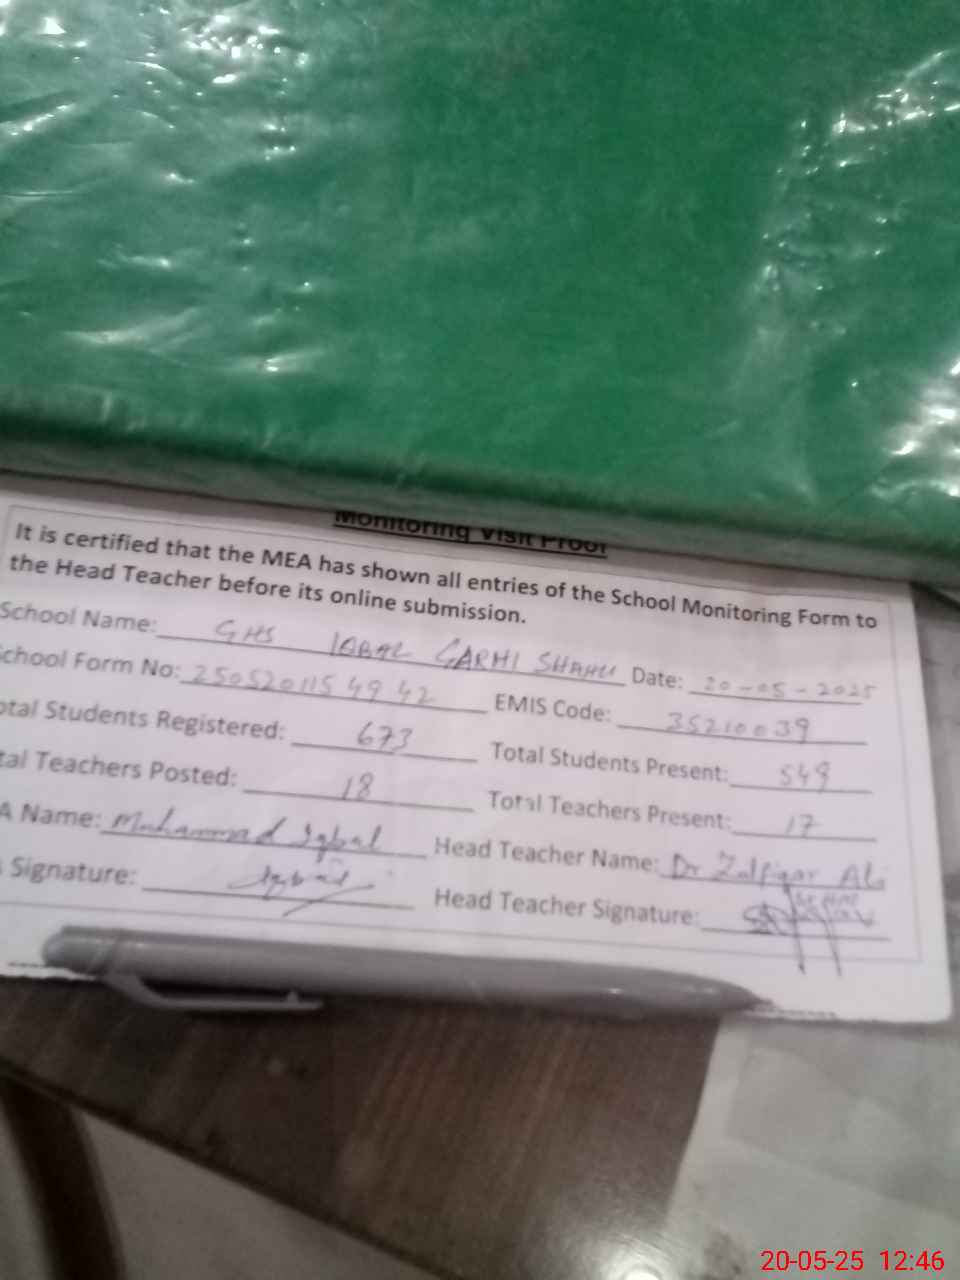 Monitoring Visit Proof
It is certified that the MEA has shown all entries of the School Monitoring Form to
the Head Teacher before its online submission.
School Name: GHS IQBAL GARHI SHAHU Date: 20-05-2025
School Form No: 2505201154942 EMIS Code: 35210039
otal Students Registered: 673 Total Students Present: 549
tal Teachers Posted: 18 Total Teachers Present: 17
A Name: Muhammad Iqbal Head Teacher Name: Dr Zulfiqar Ali
Signature: Iqbal Head Teacher Signature:
20-05-25 12:46